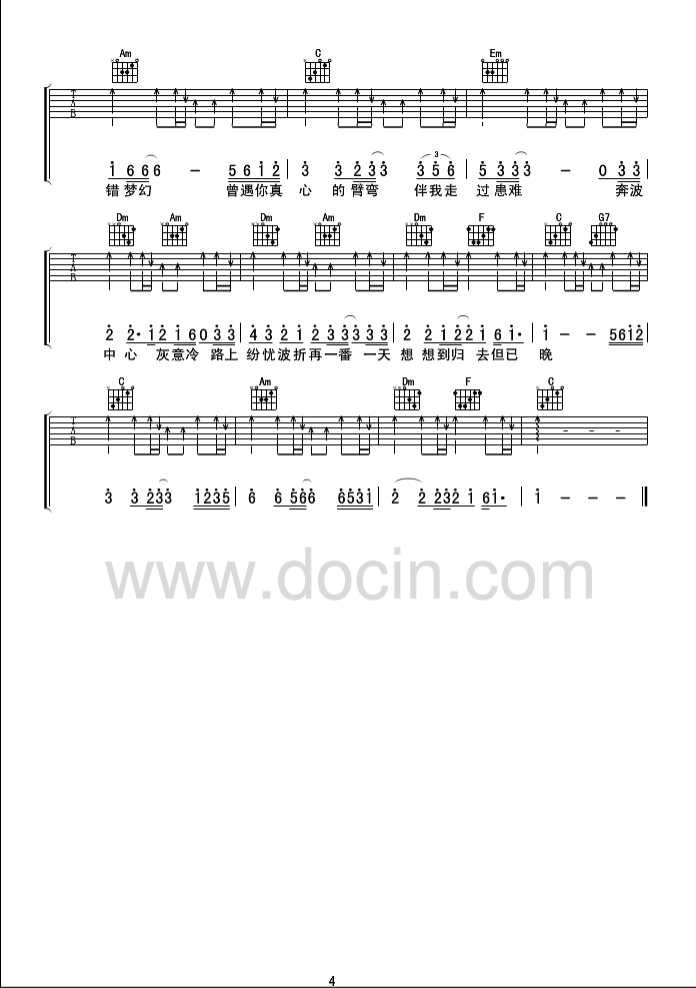 Am C Em
T A B
1 6 6 6 6 – 5 6 1 2 | 3 3 2 3 3 3 5 6 | 5 3 3 3 – 0 3 3
错 梦 幻 曾 遇 你 真 心 的 臂 弯 伴 我 走 过 患 难 奔 波
Dm Am Dm Am Dm F C G7
T A B
2 2• 1 2 1 6 0 3 3 | 4 3 2 1 2 3 3 3 3 3 | 2 2 1 2 2 1 6 1• | 1 – – 5 6 1 2
中 心 灰 意 冷 路 上 纷 忧 波 折 再 一 番 一 天 想 想 到 归 去 但 已 晚
C Am Dm F C
T A B
3 3 2 3 3 1 2 3 5 | 6 6 5 6 6 6 5 3 1 | 2 2 2 3 2 1 6 1• | 1 – – –
www.docin.com
4